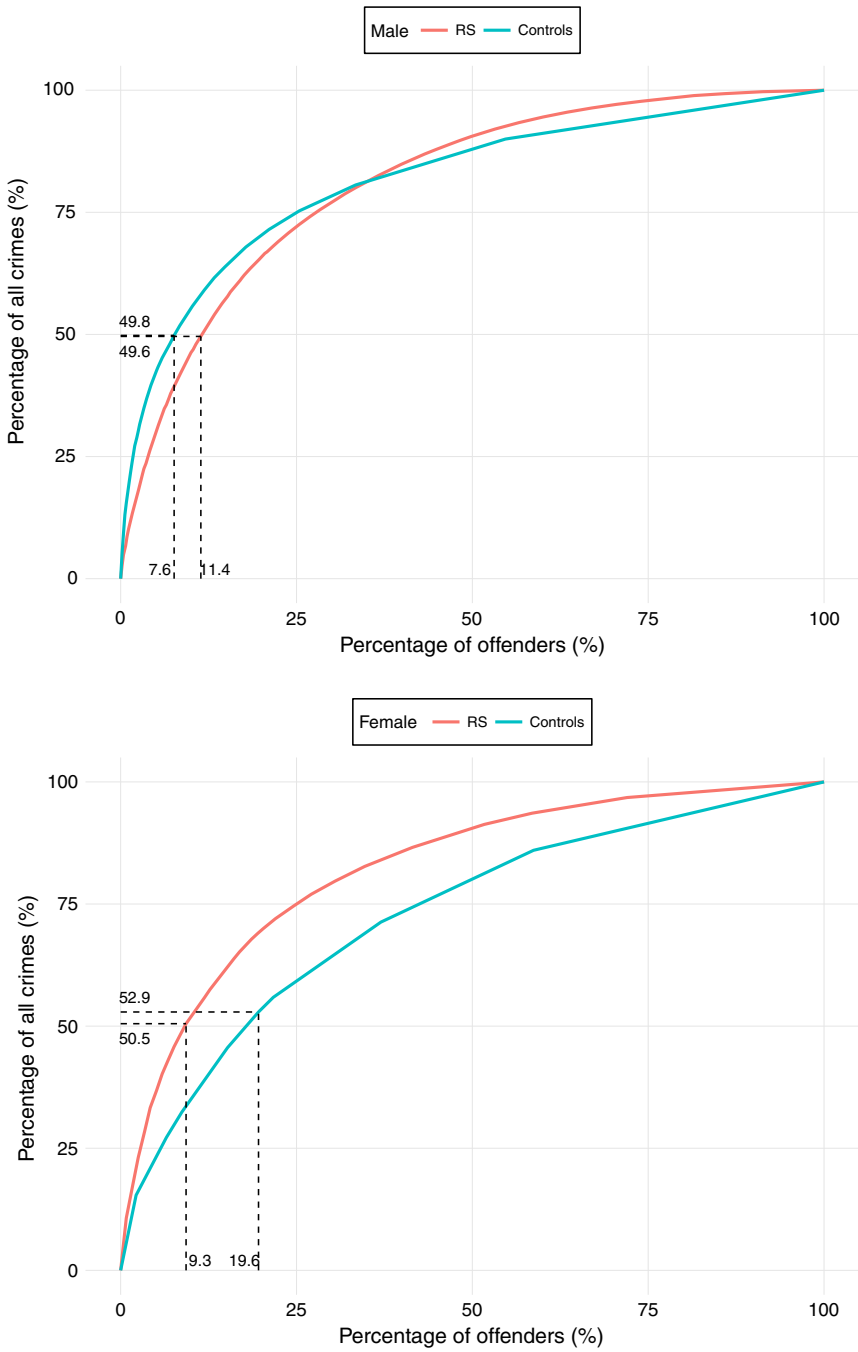 Male RS Controls
Percentage of all crimes (%)
100
75
50
25
0
49.8
49.6
7.6 11.4
0 25 50 75 100
Percentage of offenders (%)
Female RS Controls
Percentage of all crimes (%)
100
75
50
25
0
52.9
50.5
9.3 19.6
0 25 50 75 100
Percentage of offenders (%)